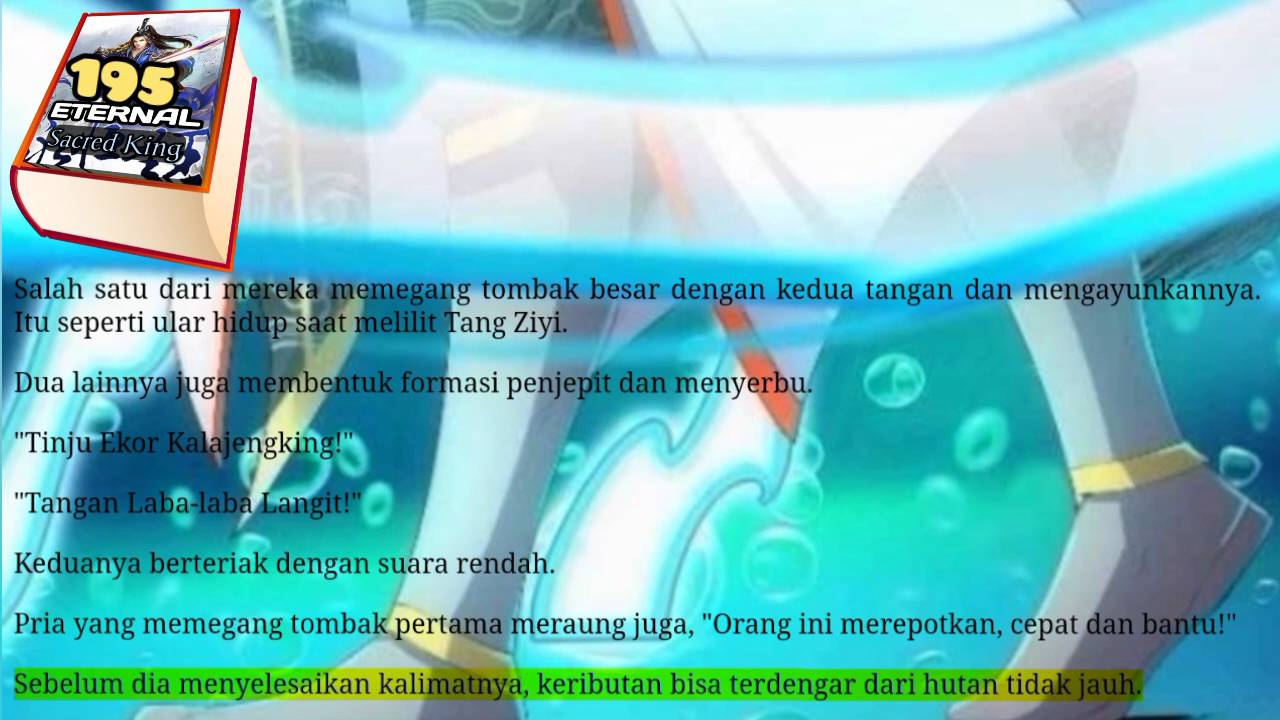 195
ETERNAL
Sacred King
Salah satu dari mereka memegang tombak besar dengan kedua tangan dan mengayunkannya.
Itu seperti ular hidup saat melilit Tang Ziyi.
Dua lainnya juga membentuk formasi penjepit dan menyerbu.
"Tinju Ekor Kalajengking!"
"Tangan Laba-laba Langit!"
Keduanya berteriak dengan suara rendah.
Pria yang memegang tombak pertama meraung juga, "Orang ini merepotkan, cepat dan bantu!"
Sebelum dia menyelesaikan kalimatnya, keributan bisa terdengar dari hutan tidak jauh.